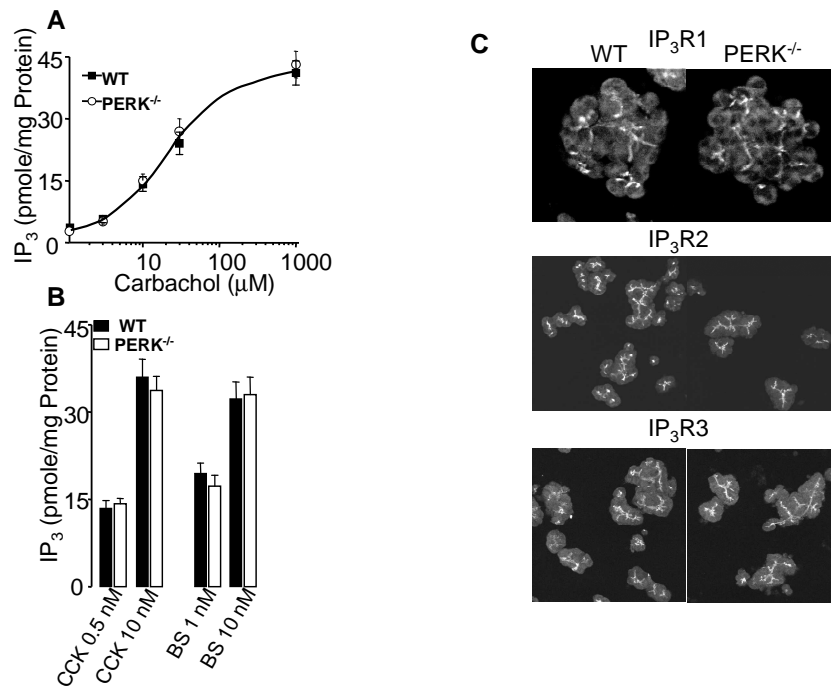 A
IP₃ (pmole/mg Protein)
45
30
15
0
WT
PERK⁻/⁻
10
100
1000
Carbachol (μM)
B
IP₃ (pmole/mg Protein)
45
30
15
0
WT
PERK⁻/⁻
CCK 0.5 nM
CCK 10 nM
BS 1 nM
BS 10 nM
C
IP₃R1
WT
PERK⁻/⁻
IP₃R2
IP₃R3